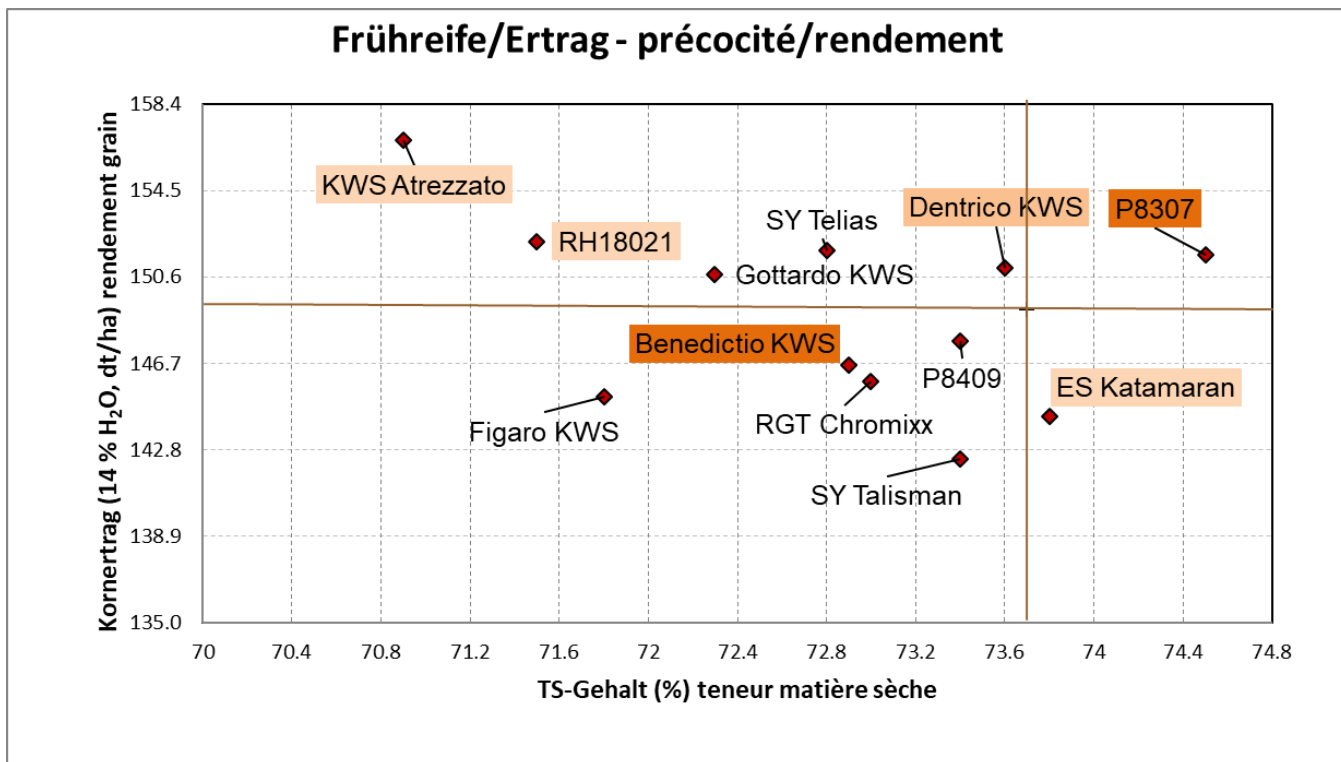 Frühreife/Ertrag - précocité/rendement
Kornertrag (14 % H₂O, dt/ha) rendement grain
158.4
154.5
150.6
146.7
142.8
138.9
135.0
KWS Atrezzato
RH18021
SY Telias
Gottardo KWS
Dentrico KWS
P8307
Benedictio KWS
P8409
ES Katamaran
Figaro KWS
RGT Chromixx
SY Talisman
70 70.4 70.8 71.2 71.6 72 72.4 72.8 73.2 73.6 74 74.4 74.8
TS-Gehalt (%) teneur matière sèche